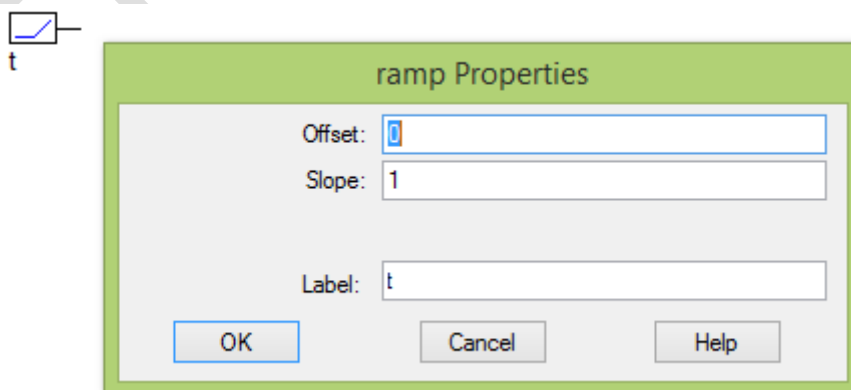 t
ramp Properties
Offset: 0
Slope: 1
Label: t
OK Cancel Help